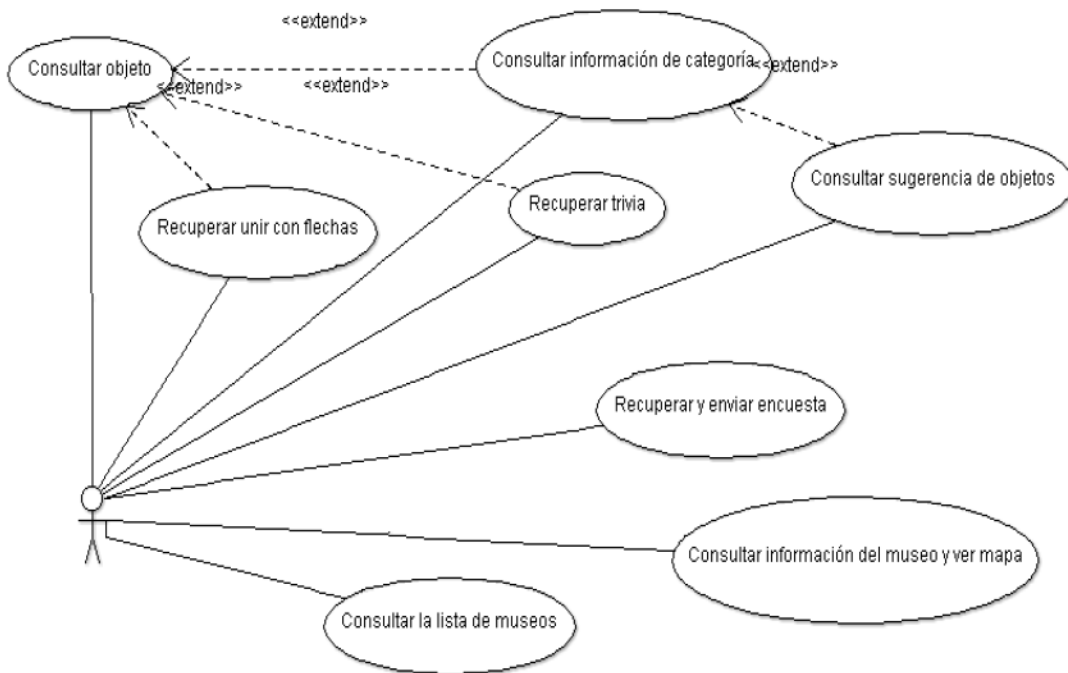 <<extend>>
Consultar objeto
Consultar información de categoría
<<extend>>
<<extend>>
<<extend>>
Consultar sugerencia de objetos
Recuperar unir con flechas
Recuperar trivia
Recuperar y enviar encuesta
Consultar información del museo y ver mapa
Consultar la lista de museos